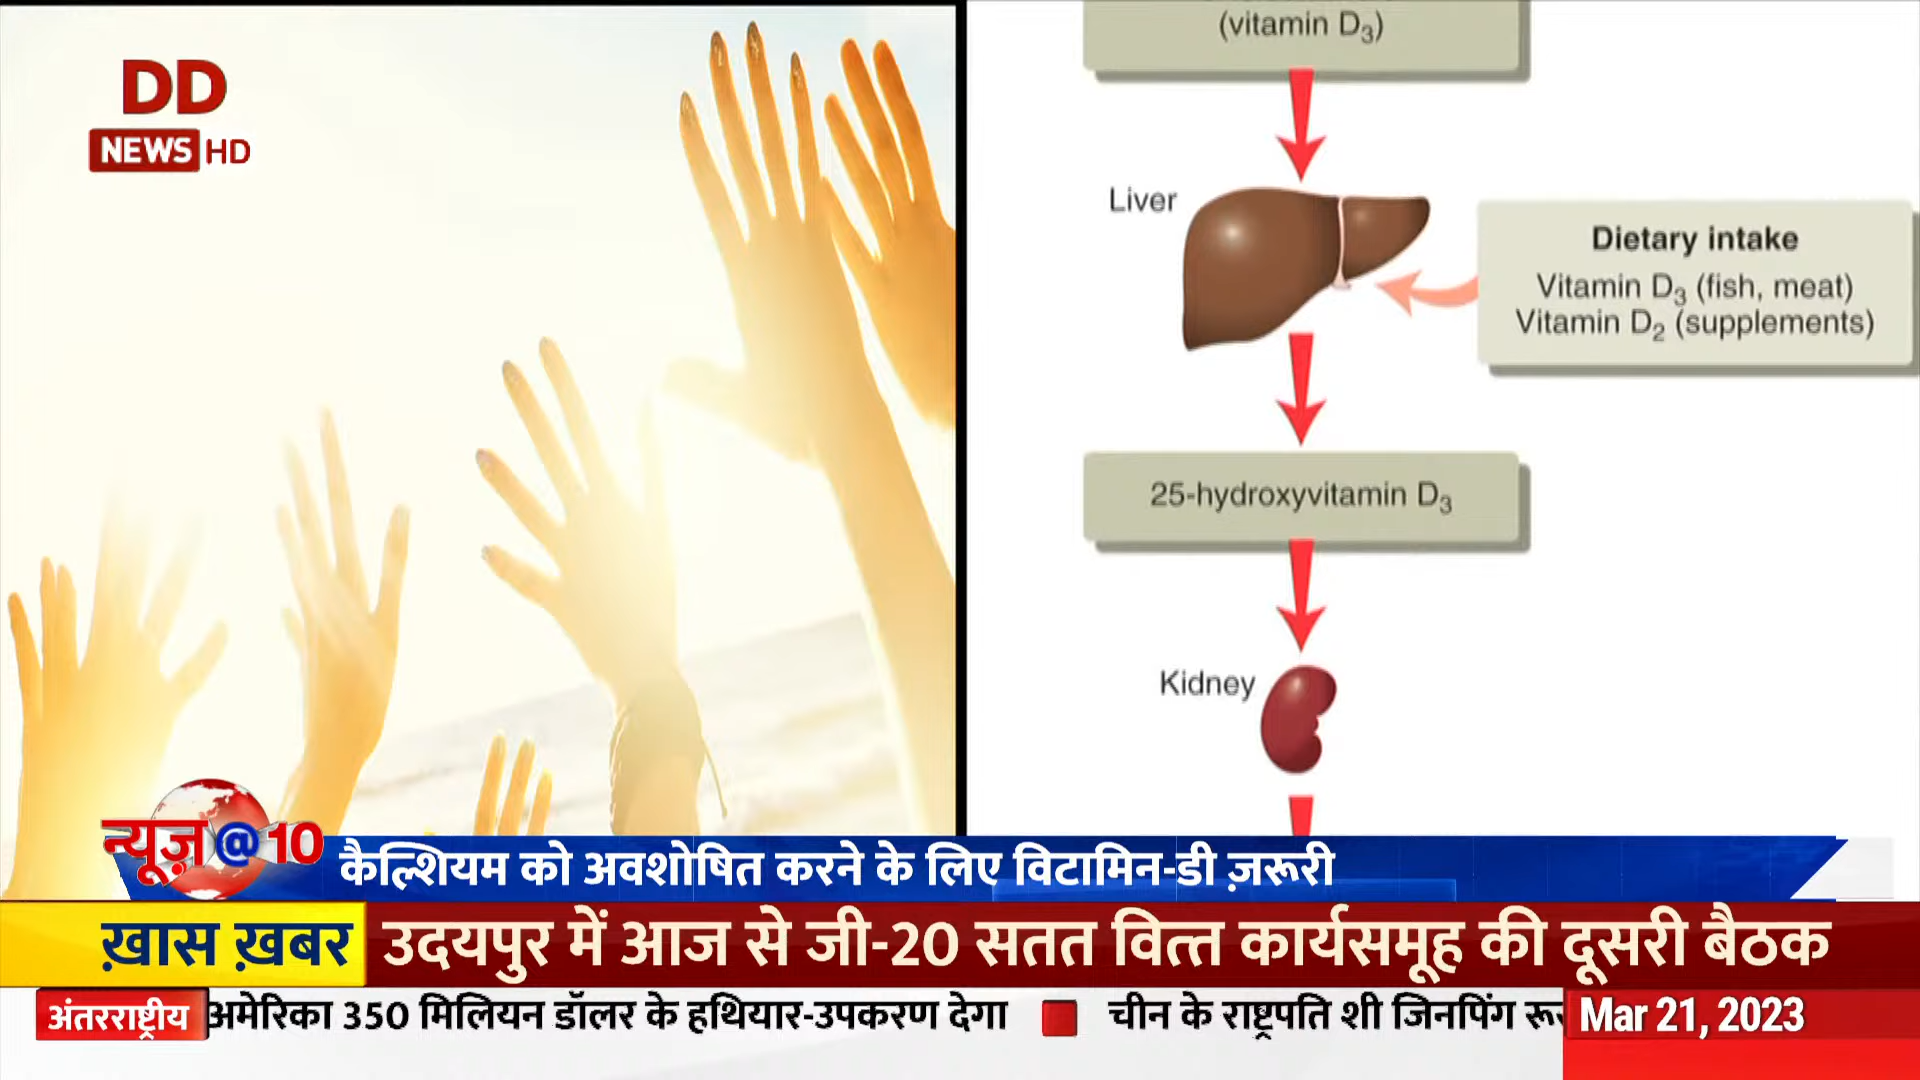 DD
NEWS HD
(vitamin D₃)
Liver
Dietary intake
Vitamin D₃ (fish, meat)
Vitamin D₂ (supplements)
25-hydroxyvitamin D₃
Kidney
न्यूज़@10
कैल्शियम को अवशोषित करने के लिए विटामिन-डी ज़रूरी
ख़ास ख़बर
उदयपुर में आज से जी-20 सतत वित्त कार्यसमूह की दूसरी बैठक
अंतरराष्ट्रीय
अमेरिका 350 मिलियन डॉलर के हथियार-उपकरण देगा
चीन के राष्ट्रपति शी जिनपिंग
Mar 21, 2023